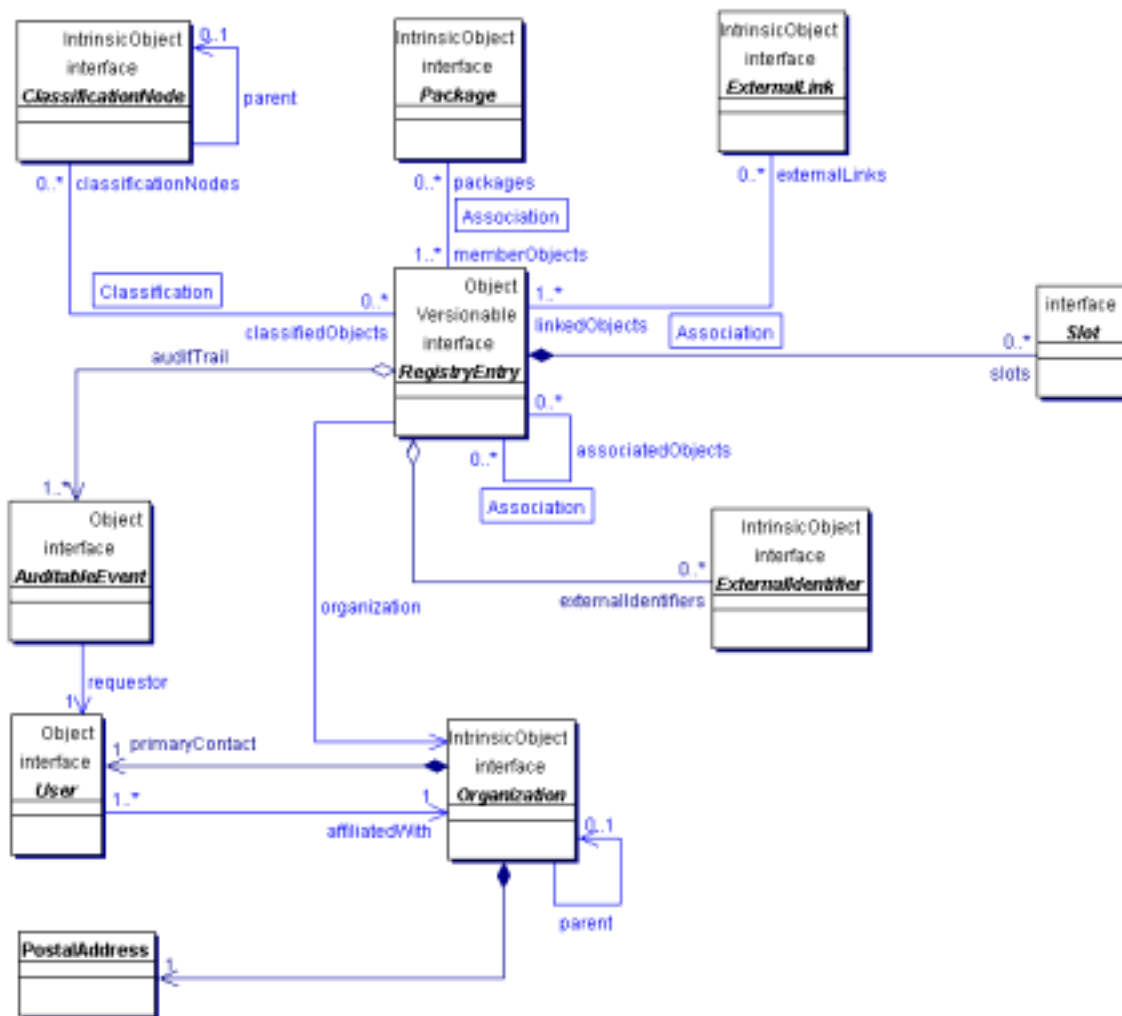 IntrinsicObject
interface
ClassificationNode
0..1
parent
IntrinsicObject
interface
Package
IntrinsicObject
interface
ExternalLink
0..*
classificationNodes
0..*
packages
Association
1..*
memberObjects
0..*
externalLinks
Classification
0..*
classifiedObjects
Object
Versionable
interface
RegistryEntry
1..*
linkedObjects
Association
interface
Slot
0..*
slots
auditTrail
0..*
associatedObjects
0..*
Association
1..*
Object
interface
AuditableEvent
IntrinsicObject
interface
ExternalIdentifier
0..*
externalIdentifiers
organization
requestor
1
Object
interface
User
1
primaryContact
IntrinsicObject
interface
Organization
1..*
1
affiliatedWith
0..1
parent
PostalAddress
1